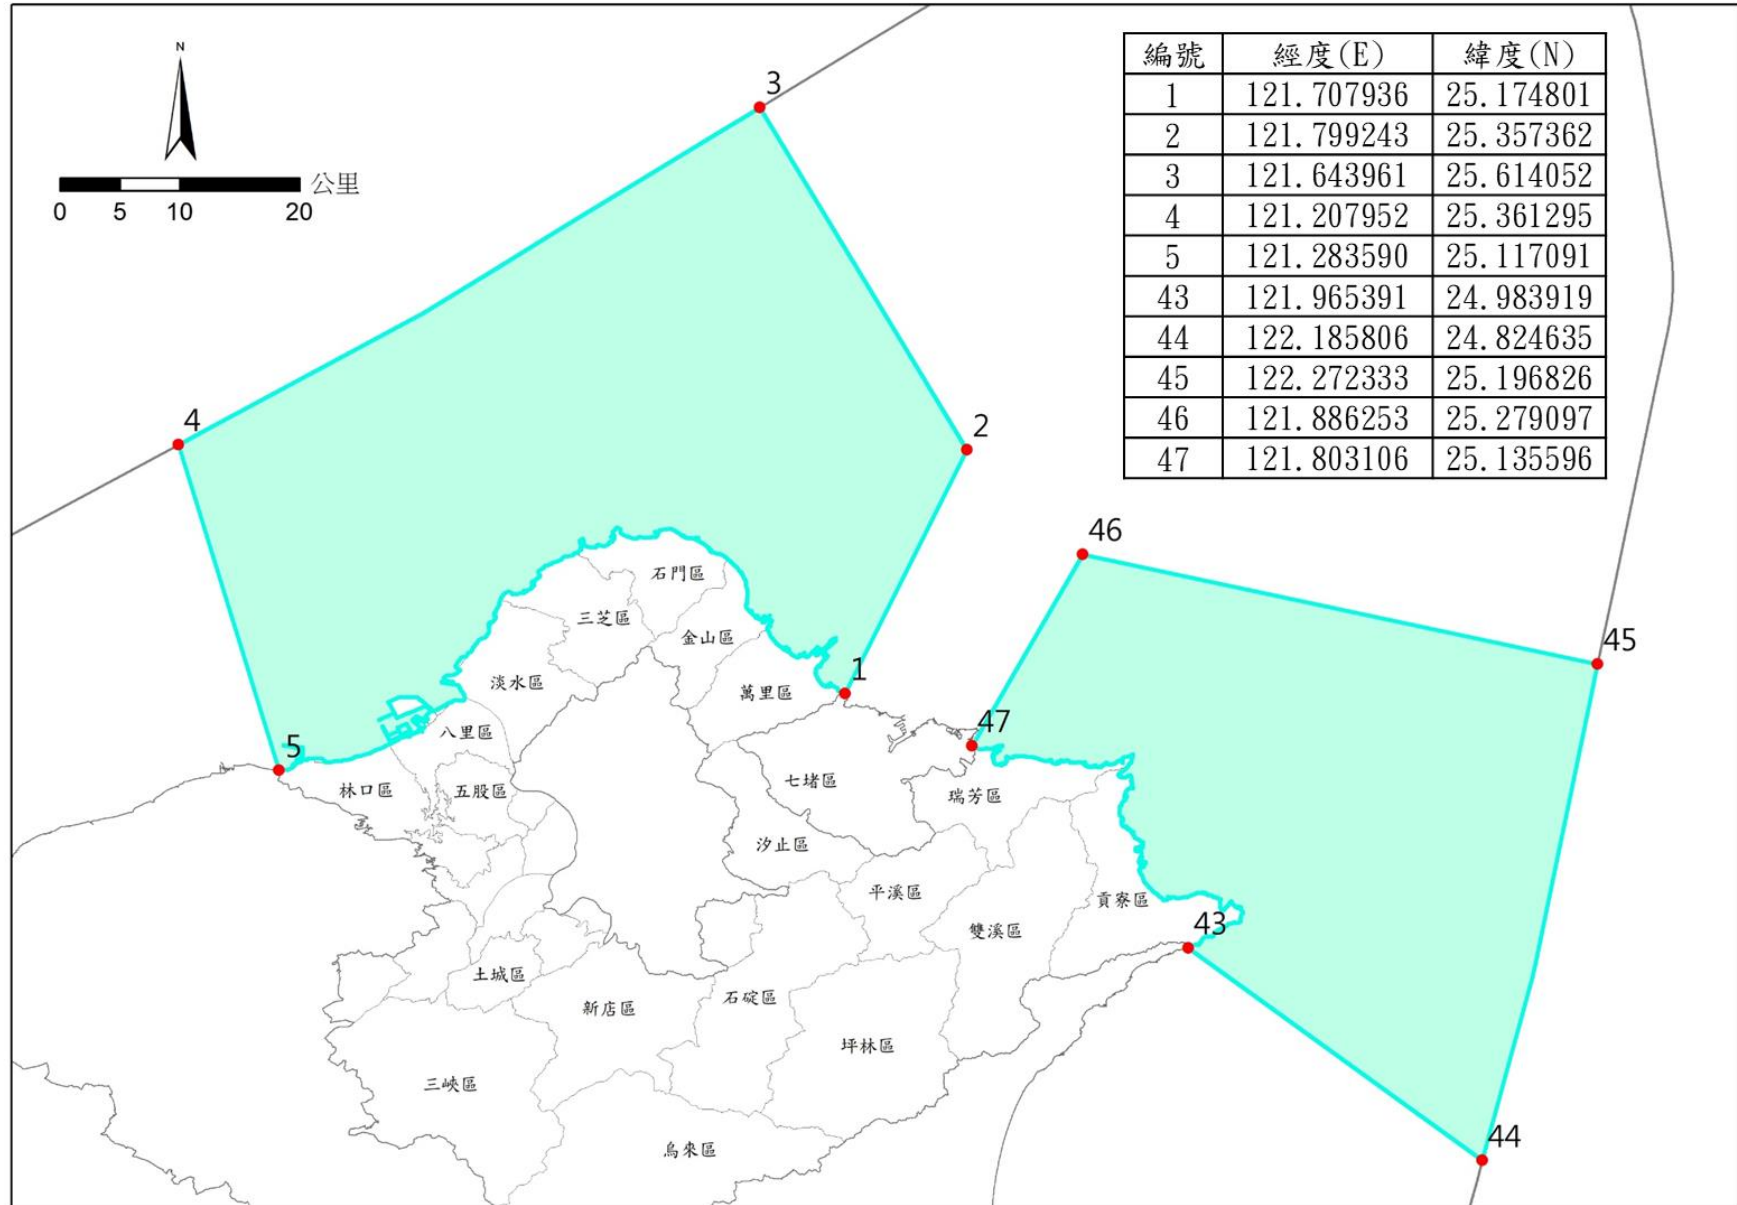 N
公里
0 5 10 20
編號 經度(E) 緯度(N)
1 121.707936 25.174801
2 121.799243 25.357362
3 121.643961 25.614052
4 121.207952 25.361295
5 121.283590 25.117091
43 121.965391 24.983919
44 122.185806 24.824635
45 122.272333 25.196826
46 121.886253 25.279097
47 121.803106 25.135596
3
4
2
46
石門區
三芝區
金山區
45
淡水區
萬里區
1
八里區
47
5
林口區
五股區
七堵區
瑞芳區
汐止區
平溪區
貢寮區
雙溪區
43
土城區
新店區
石碇區
坪林區
三峽區
烏來區
44